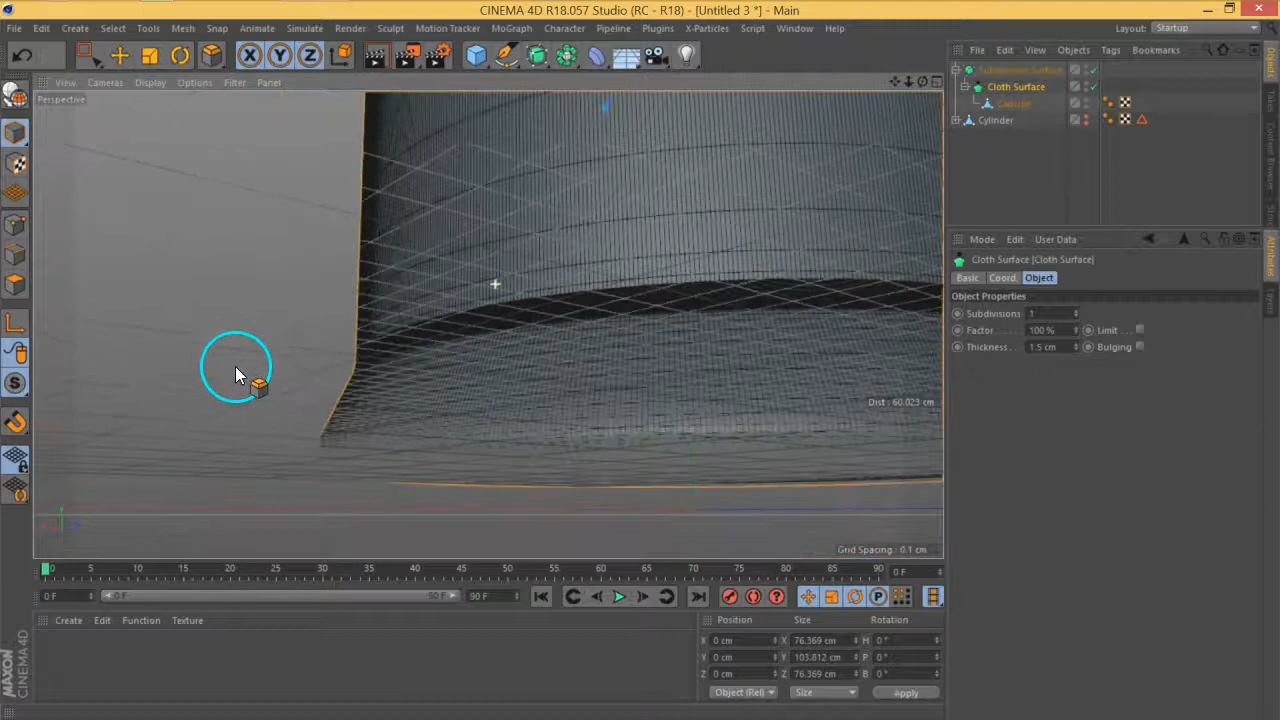 CINEMA 4D R18.057 Studio (RC - R18) - [Untitled 3 *] - Main
File Edit Create Select Tools Mesh Snap Animate Simulate Render Sculpt Motion Tracker MoGraph Character Pipeline Plugins X-Particles Script Window Help Layout: Startup
View Cameras Display Options Filter Panel
Perspective
Dist : 60.023 cm
Grid Spacing : 0.1 cm
File Edit View Objects Tags Bookmarks
Subdivision Surface
Cloth Surface
Capsule
Cylinder
Mode Edit User Data
Cloth Surface [Cloth Surface]
Basic Coord. Object
Object Properties
Subdivisions 1
Factor . . . 100 % Limit . . .
Thickness . . 1.5 cm Bulging
Objects
Takes
Content Browser
Attributes
Layers
0 5 10 15 20 25 30 35 40 45 50 55 60 65 70 75 80 85 90 0 F
0 F 0 F 90 F 90 F
Create Edit Function Texture
Position Size Rotation
X 0 cm X 76.369 cm H 0 °
Y 0 cm Y 103.812 cm P 0 °
Z 0 cm Z 76.369 cm B 0 °
Object (Rel) Size Apply
MAXON
CINEMA 4D